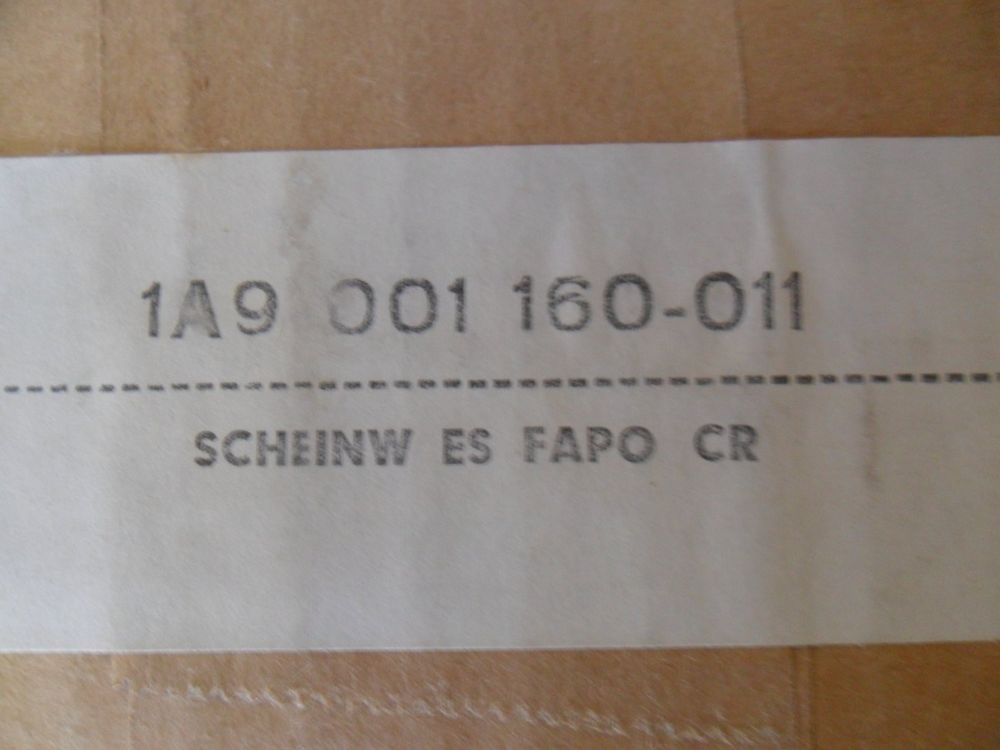 1A9 001 160-011
SCHEINW ES FAPO CR